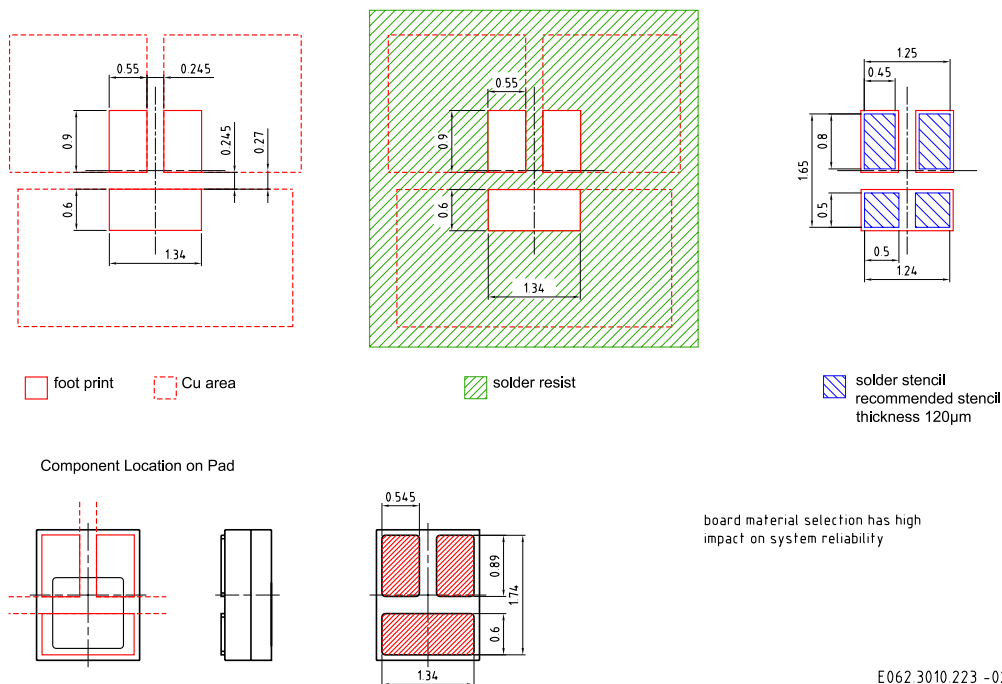 0.55
0.245
0.9
0.245
0.27
0.6
1.34
0.55
0.9
0.6
1.34
1.25
0.45
0.8
1.65
0.5
0.5
1.24
foot print
Cu area
solder resist
solder stencil
recommended stencil
thickness 120µm
Component Location on Pad
0.545
0.89
1.74
0.6
1.34
board material selection has high
impact on system reliability
E062.3010.223 -03